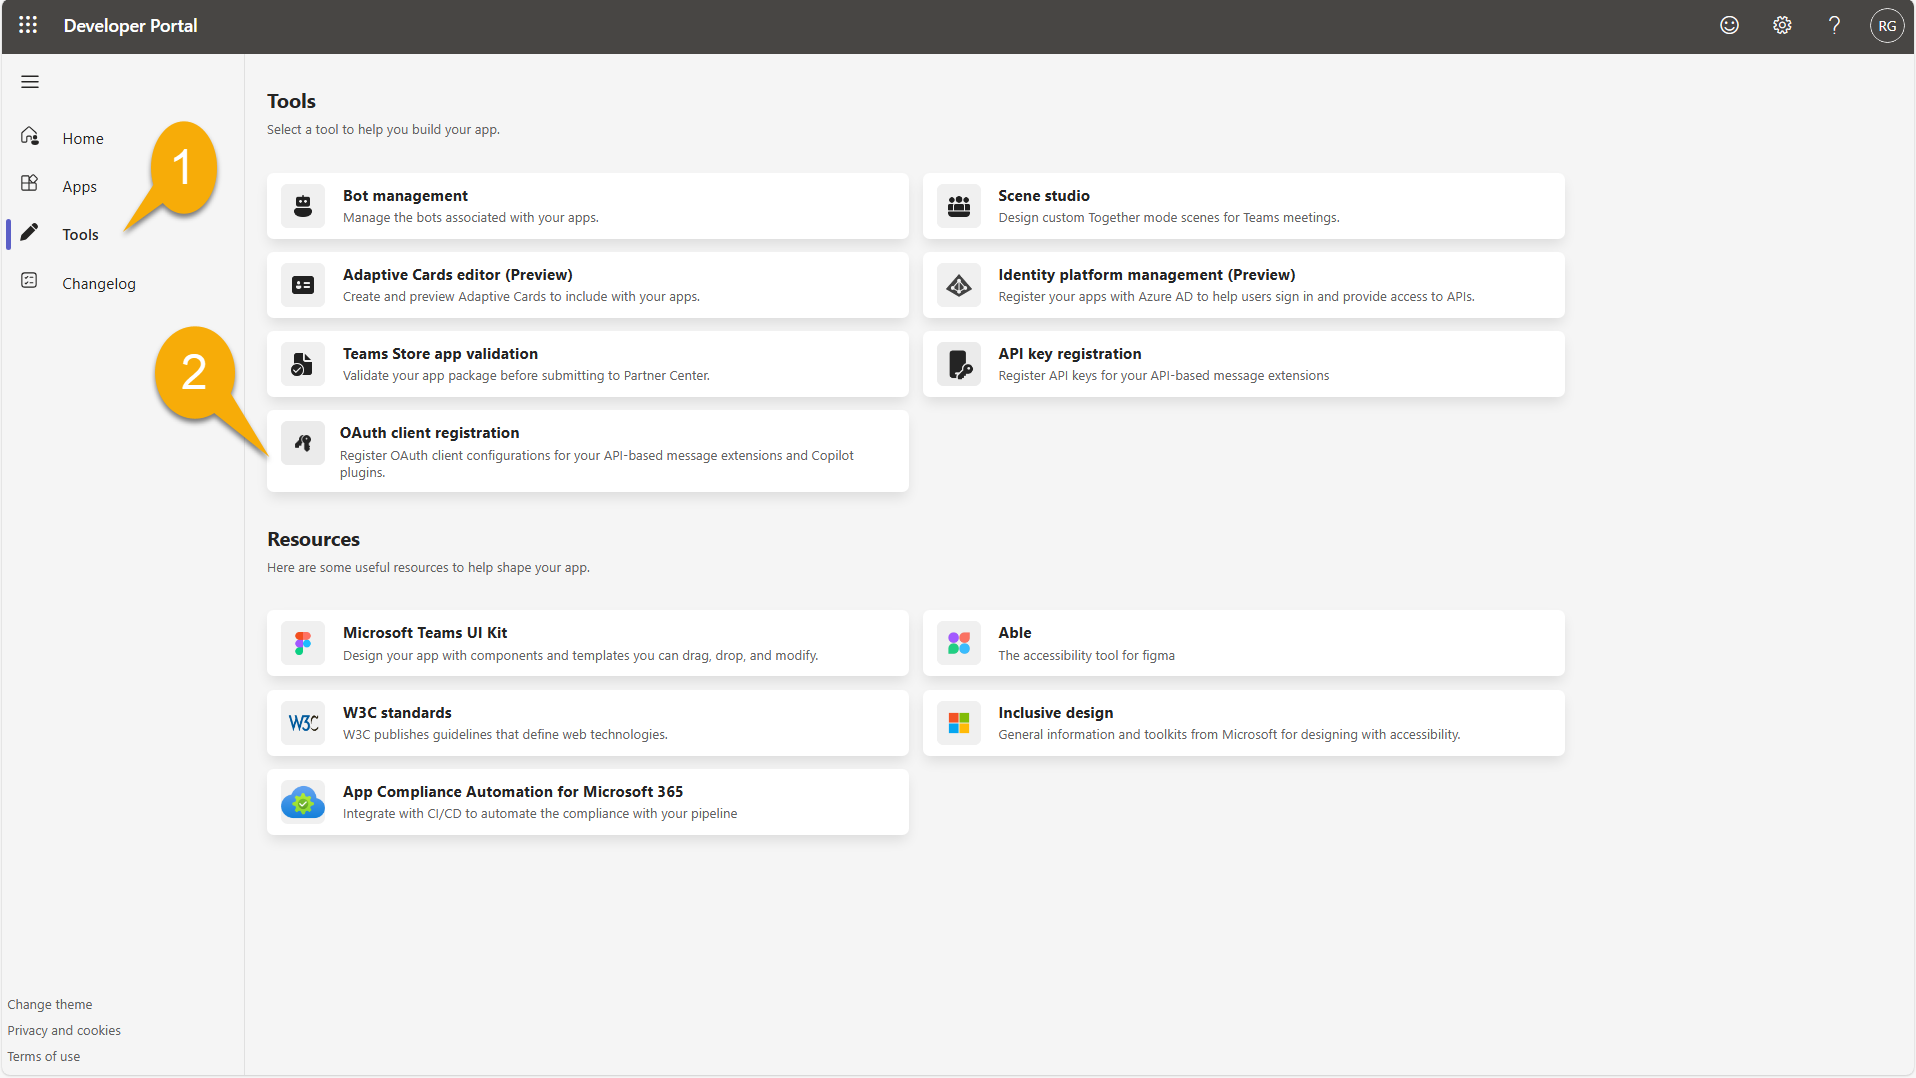 Developer Portal
RG
Home
1
Apps
Tools
Changelog
2
Tools
Select a tool to help you build your app.
Bot management
Manage the bots associated with your apps.
Scene studio
Design custom Together mode scenes for Teams meetings.
Adaptive Cards editor (Preview)
Create and preview Adaptive Cards to include with your apps.
Identity platform management (Preview)
Register your apps with Azure AD to help users sign in and provide access to APIs.
Teams Store app validation
Validate your app package before submitting to Partner Center.
API key registration
Register API keys for your API-based message extensions
OAuth client registration
Register OAuth client configurations for your API-based message extensions and Copilot
plugins.
Resources
Here are some useful resources to help shape your app.
Microsoft Teams UI Kit
Design your app with components and templates you can drag, drop, and modify.
Able
The accessibility tool for figma
W3C
W3C standards
W3C publishes guidelines that define web technologies.
Inclusive design
General information and toolkits from Microsoft for designing with accessibility.
App Compliance Automation for Microsoft 365
Integrate with CI/CD to automate the compliance with your pipeline
Change theme
Privacy and cookies
Terms of use